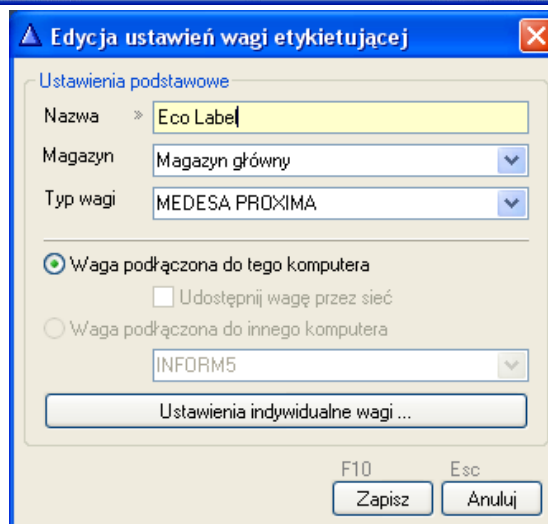 Edycja ustawień wagi etykietującej
Ustawienia podstawowe
Nazwa » Eco Label
Magazyn Magazyn główny
Typ wagi MEDESA PROXIMA
Waga podłączona do tego komputera
Udostępnij wagę przez sieć
Waga podłączona do innego komputera
INFORM5
Ustawienia indywidualne wagi ...
F10 Esc
Zapisz Anuluj